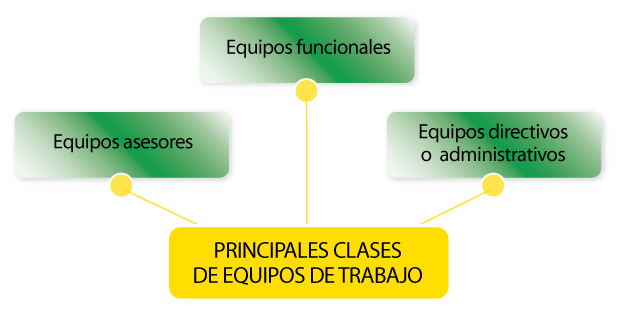 Equipos funcionales
Equipos asesores
Equipos directivos
o administrativos
PRINCIPALES CLASES
DE EQUIPOS DE TRABAJO